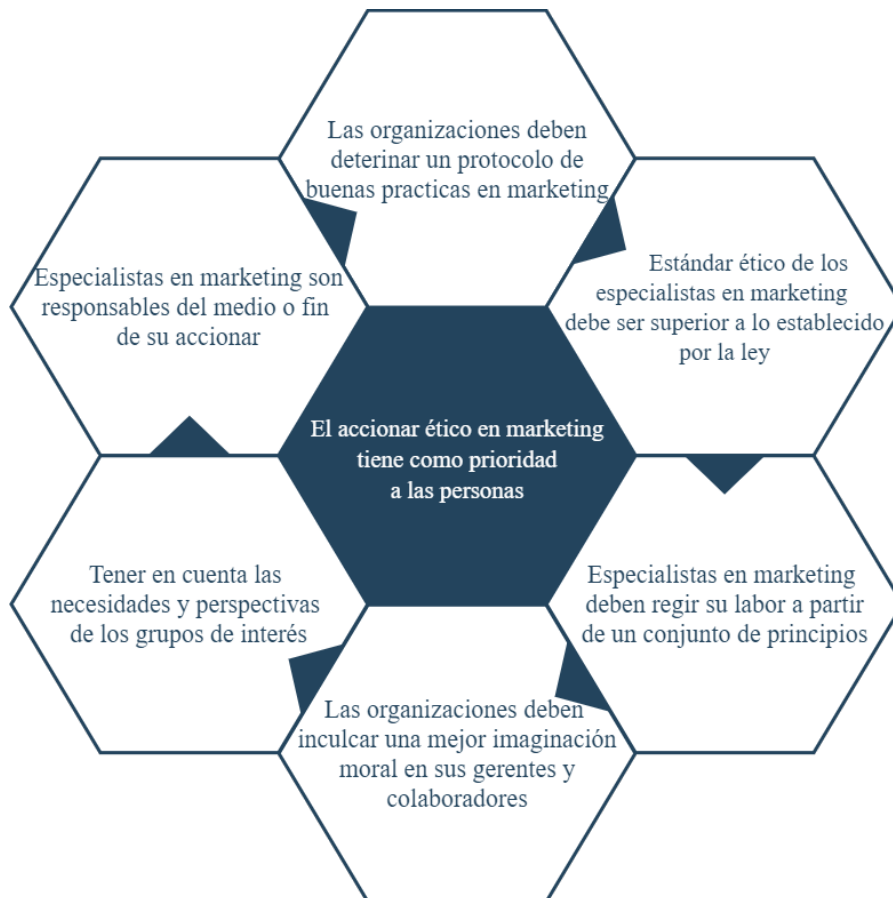 Las organizaciones deben
deterinar un protocolo de
buenas practicas en marketing
Estándar ético de los
especialistas en marketing
debe ser superior a lo establecido
por la ley
Especialistas en marketing
deben regir su labor a partir
de un conjunto de principios
Las organizaciones deben
inculcar una mejor imaginación
moral en sus gerentes y
colaboradores
Tener en cuenta las
necesidades y perspectivas
de los grupos de interés
Especialistas en marketing son
responsables del medio o fin
de su accionar
El accionar ético en marketing
tiene como prioridad
a las personas